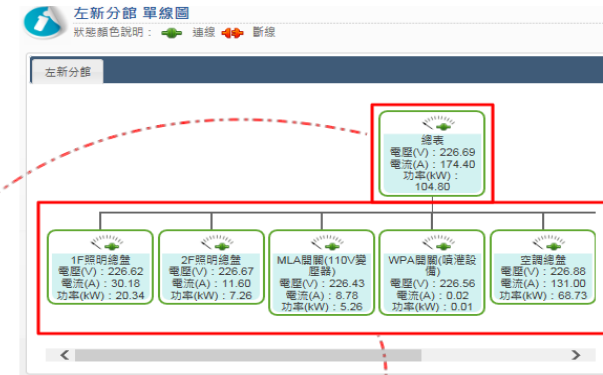 左新分館 單線圖
狀態顏色說明： 連線 斷線
左新分館
總表
電壓(V)：226.69
電流(A)：174.40
功率(kW)：
104.80
1F照明總盤
電壓(V)：226.62
電流(A)：30.18
功率(kW)：20.34
2F照明總盤
電壓(V)：226.67
電流(A)：11.60
功率(kW)：7.26
MLA開關(110V變
壓器)
電壓(V)：226.43
電流(A)：8.78
功率(kW)：5.26
WPA開關(噴灌設
備)
電壓(V)：226.56
電流(A)：0.02
功率(kW)：0.01
空調總盤
電壓(V)：226.88
電流(A)：131.00
功率(kW)：68.73